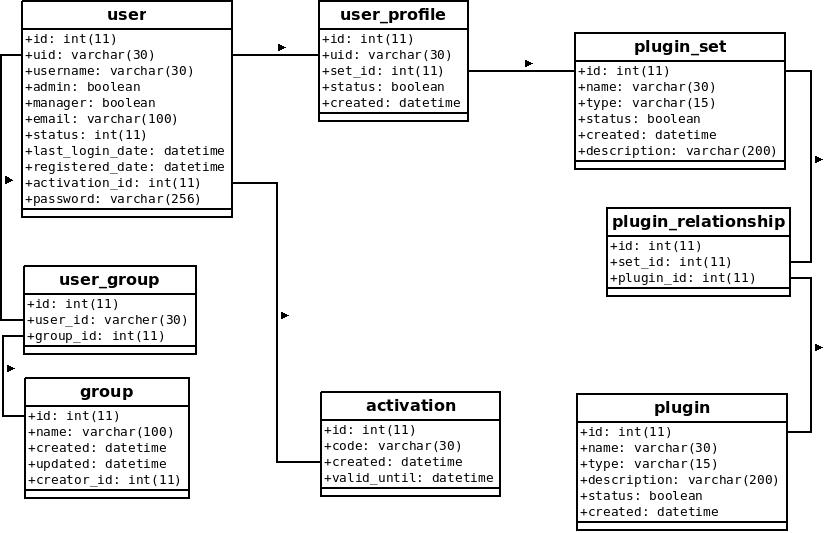 user
+id: int(11)
+uid: varchar(30)
+username: varchar(30)
+admin: boolean
+manager: boolean
+email: varchar(100)
+status: int(11)
+last_login_date: datetime
+registered_date: datetime
+activation_id: int(11)
+password: varchar(256)
user_profile
+id: int(11)
+uid: varchar(30)
+set_id: int(11)
+status: boolean
+created: datetime
plugin_set
+id: int(11)
+name: varchar(30)
+type: varchar(15)
+status: boolean
+created: datetime
+description: varchar(200)
plugin_relationship
+id: int(11)
+set_id: int(11)
+plugin_id: int(11)
user_group
+id: int(11)
+user_id: varcher(30)
+group_id: int(11)
group
+id: int(11)
+name: varchar(100)
+created: datetime
+updated: datetime
+creator_id: int(11)
activation
+id: int(11)
+code: varchar(30)
+created: datetime
+valid_until: datetime
plugin
+id: int(11)
+name: varchar(30)
+type: varchar(15)
+description: varchar(200)
+status: boolean
+created: datetime